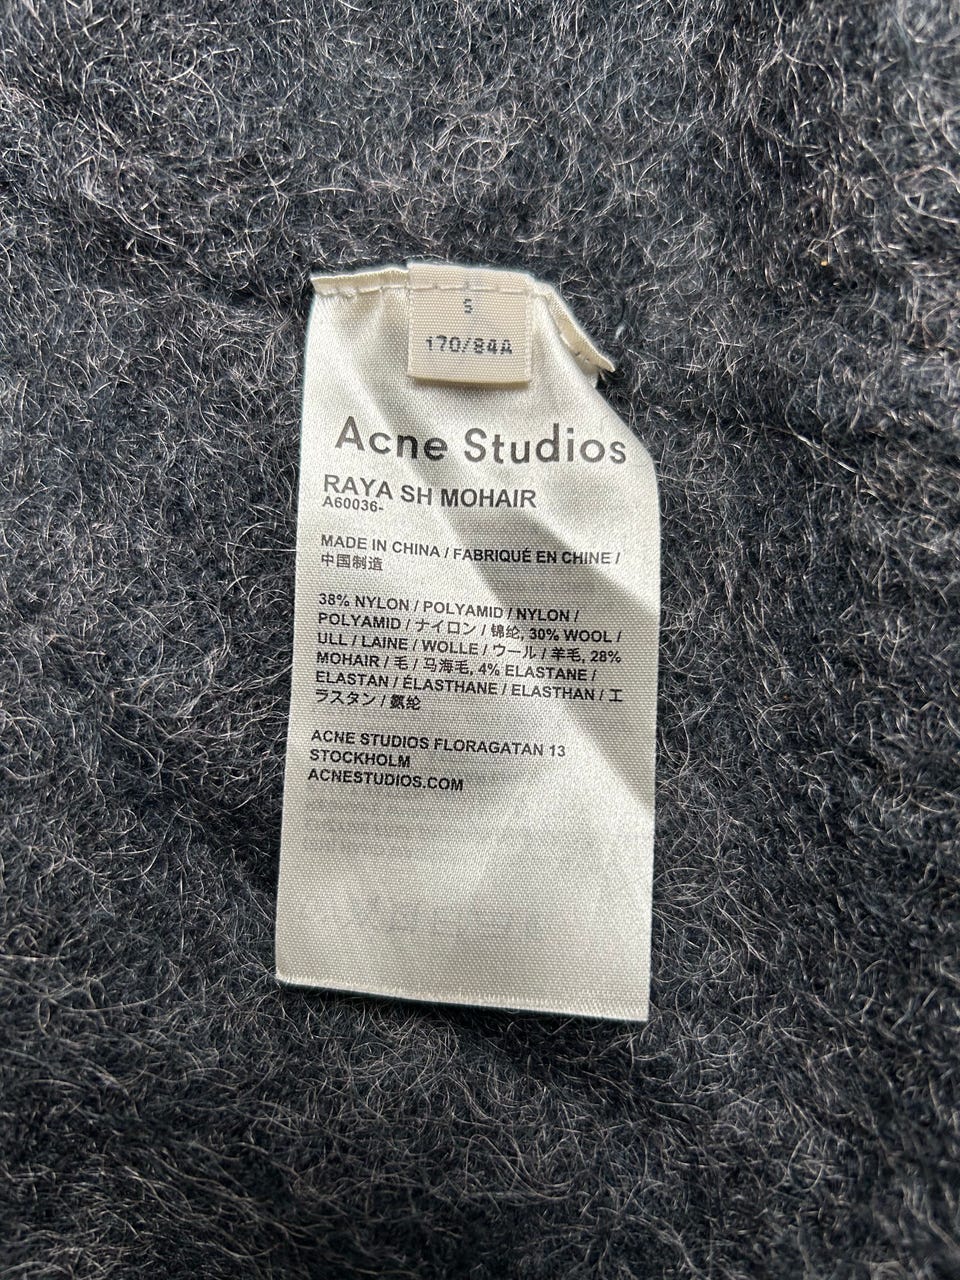 S
170/84A
Acne Studios
RAYA SH MOHAIR
A60036-
MADE IN CHINA / FABRIQUÉ EN CHINE /
中国制造
38% NYLON / POLYAMID / NYLON /
POLYAMID / ナイロン / 锦纶, 30% WOOL /
ULL / LAINE / WOLLE / ウール / 羊毛, 28%
MOHAIR / 毛 / 马海毛, 4% ELASTANE /
ELASTAN / ÉLASTHANE / ELASTHAN / エ
ラスタン / 氨纶
ACNE STUDIOS FLORAGATAN 13
STOCKHOLM
ACNESTUDIOS.COM